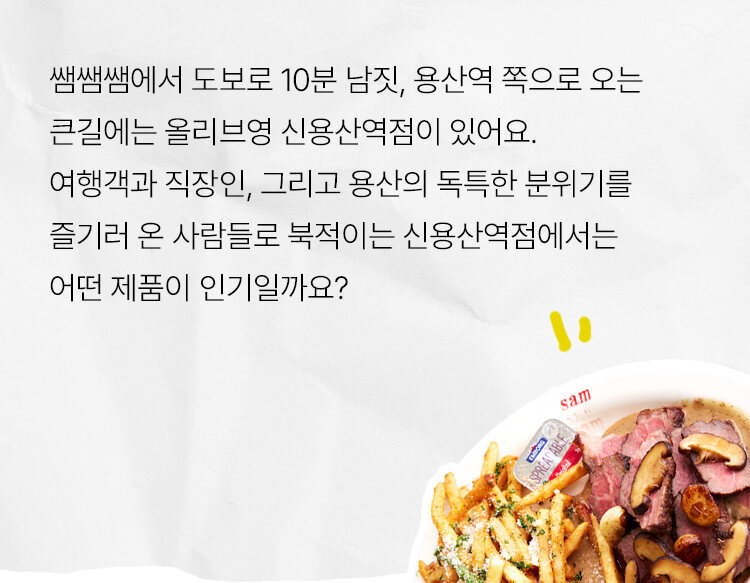 쌤쌤쌤에서 도보로 10분 남짓, 용산역 쪽으로 오는
큰길에는 올리브영 신용산역점이 있어요.
여행객과 직장인, 그리고 용산의 독특한 분위기를
즐기러 온 사람들로 북적이는 신용산역점에서는
어떤 제품이 인기일까요?
sam
SPREADABLE